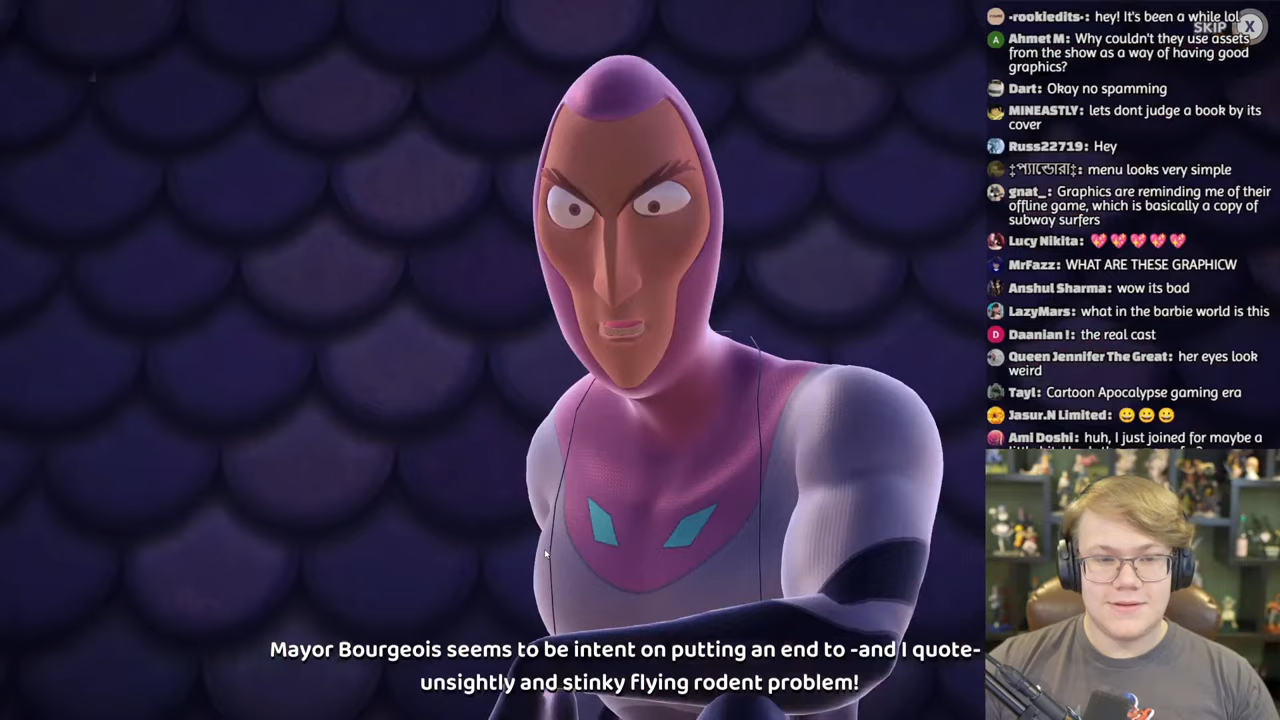 -rookiedits-: hey! It's been a while lol
SKIP X
Ahmet M: Why couldn't they use assets
from the show as a way of having good
graphics?
Dart: Okay no spamming
MINEASTLY: lets dont judge a book by its
cover
Russ22719: Hey
‡প্যান্ডোরা‡: menu looks very simple
gnat_: Graphics are reminding me of their
offline game, which is basically a copy of
subway surfers
Lucy Nikita: 💖💖💖💖💖
MrFazz: WHAT ARE THESE GRAPHICW
Anshul Sharma: wow its bad
LazyMars: what in the barbie world is this
Daanian !: the real cast
Queen Jennifer The Great: her eyes look
weird
Tayl: Cartoon Apocalypse gaming era
Jasur.N Limited: 😀😀😀
Ami Doshi: huh, I just joined for maybe a
Mayor Bourgeois seems to be intent on putting an end to -and I quote-
unsightly and stinky flying rodent problem!